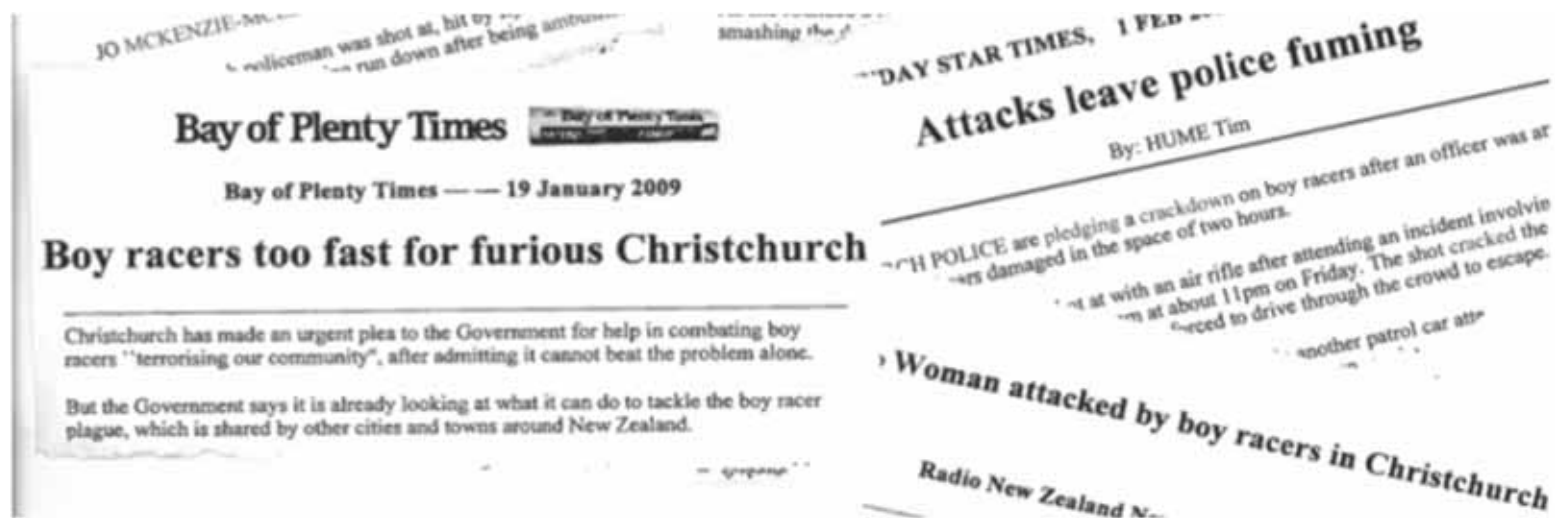 JO MCKENZIE-MC
policeman was shot at, hit by
run down after being ambu
smashing the
Bay of Plenty Times
Bay of Plenty Times
Bay of Plenty Times — — 19 January 2009
Boy racers too fast for furious Christchurch
Christchurch has made an urgent plea to the Government for help in combating boy
racers "terrorising our community", after admitting it cannot beat the problem alone.
But the Government says it is already looking at what it can do to tackle the boy racer
plague, which is shared by other cities and towns around New Zealand.
DAY STAR TIMES, 1 FEB
Attacks leave police fuming
By: HUME Tim
CH POLICE are pledging a crackdown on boy racers after an officer was
damaged in the space of two hours.
at with an air rifle after attending an incident
at about 11pm on Friday. The shot cracked the
forced to drive through the crowd to escape.
another patrol car
Woman attacked by boy racers in Christchurch
Radio New Zealand